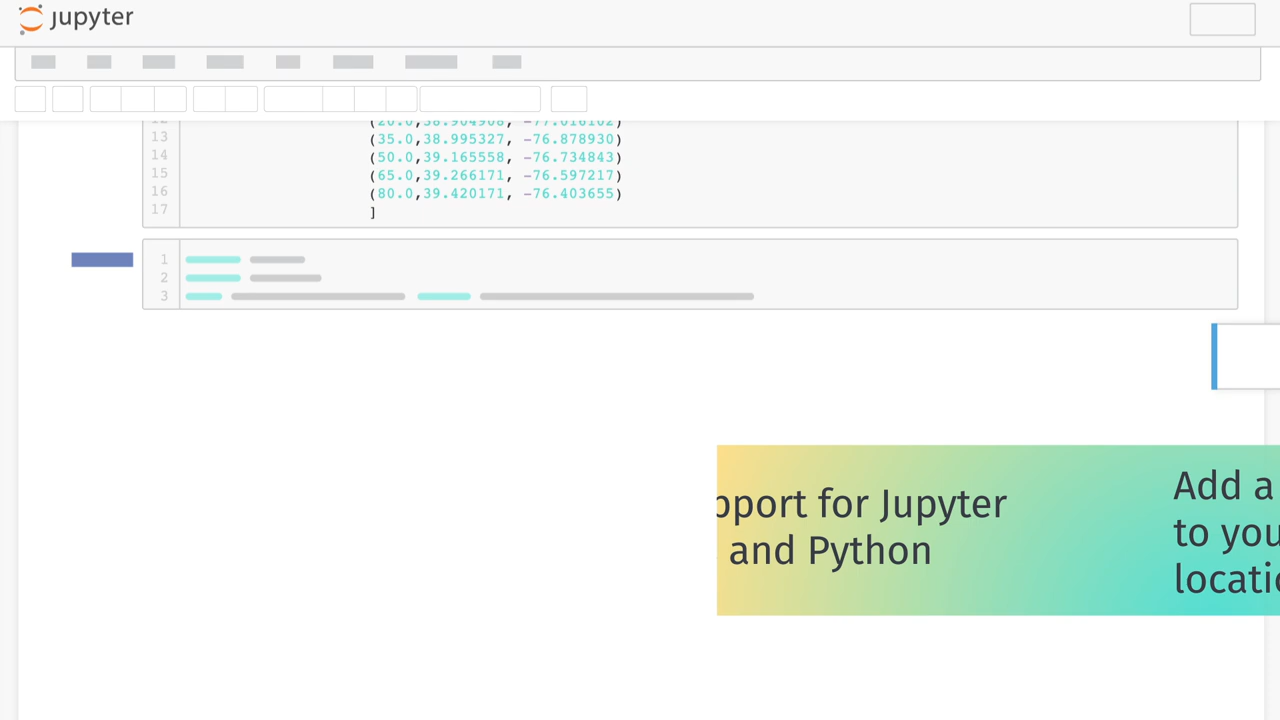 jupyter
13 (35.0,38.995327, -76.878930)
14 (50.0,39.165558, -76.734843)
15 (65.0,39.266171, -76.597217)
16 (80.0,39.420171, -76.403655)
17 ]
1
2
3
pport for Jupyter
and Python
Add a
to you
locatio